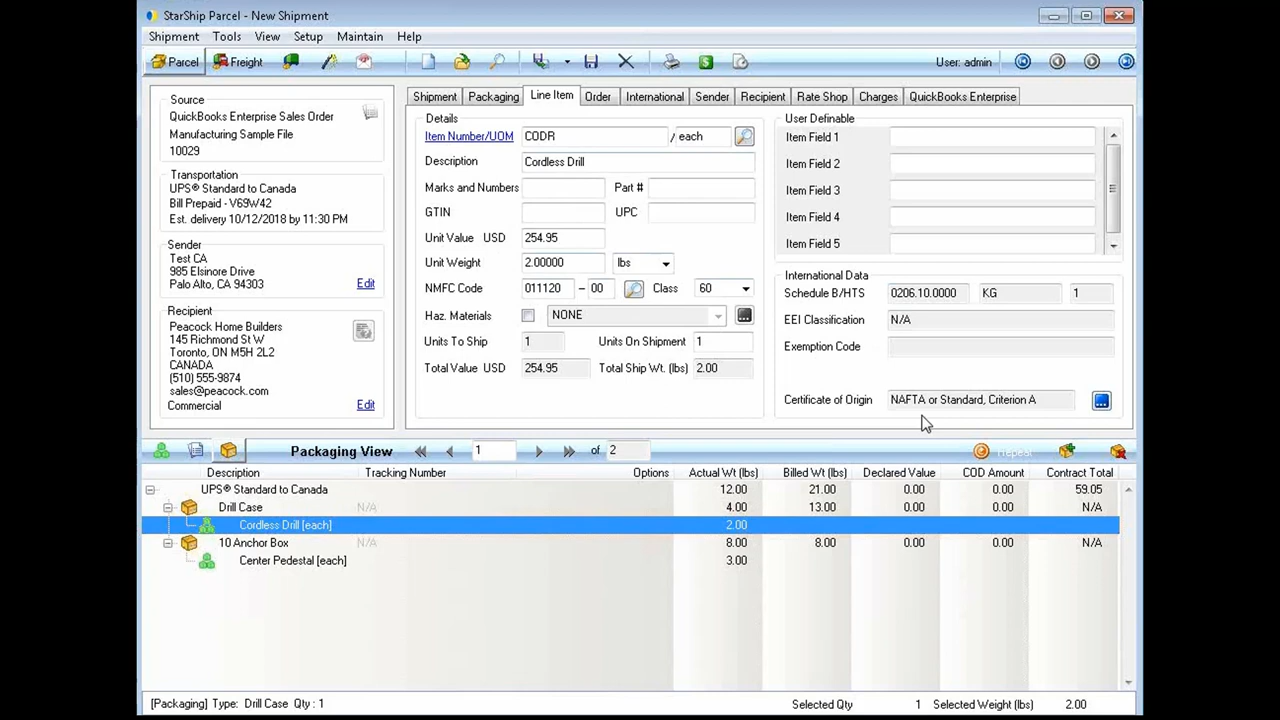 StarShip Parcel - New Shipment
Shipment Tools View Setup Maintain Help
Parcel Freight User: admin
Source
QuickBooks Enterprise Sales Order
Manufacturing Sample File
10029
Transportation
UPS® Standard to Canada
Bill Prepaid - V69W42
Est. delivery 10/12/2018 by 11:30 PM
Sender
Test CA
985 Elsinore Drive
Palo Alto, CA 94303 Edit
Recipient
Peacock Home Builders
145 Richmond St W
Toronto, ON M5H 2L2
CANADA
(510) 555-9874
sales@peacock.com
Commercial Edit
Shipment Packaging Line Item Order International Sender Recipient Rate Shop Charges QuickBooks Enterprise
Details
Item Number/UOM CODR / each
Description Cordless Drill
Marks and Numbers Part #
GTIN UPC
Unit Value USD 254.95
Unit Weight 2.00000 lbs
NMFC Code 011120 - 00 Class 60
Haz. Materials NONE
Units To Ship 1 Units On Shipment 1
Total Value USD 254.95 Total Ship Wt. (lbs) 2.00
User Definable
Item Field 1
Item Field 2
Item Field 3
Item Field 4
Item Field 5
International Data
Schedule B/HTS 0206.10.0000 KG 1
EEI Classification N/A
Exemption Code
Certificate of Origin NAFTA or Standard, Criterion A
Packaging View 1 of 2 repeat
Description Tracking Number Options Actual Wt (lbs) Billed Wt (lbs) Declared Value COD Amount Contract Total
UPS® Standard to Canada 12.00 21.00 0.00 0.00 59.05
Drill Case N/A 4.00 13.00 0.00 0.00 N/A
Cordless Drill [each] 2.00
10 Anchor Box N/A 8.00 8.00 0.00 0.00 N/A
Center Pedestal [each] 3.00
[Packaging] Type: Drill Case Qty : 1 Selected Qty 1 Selected Weight (lbs) 2.00